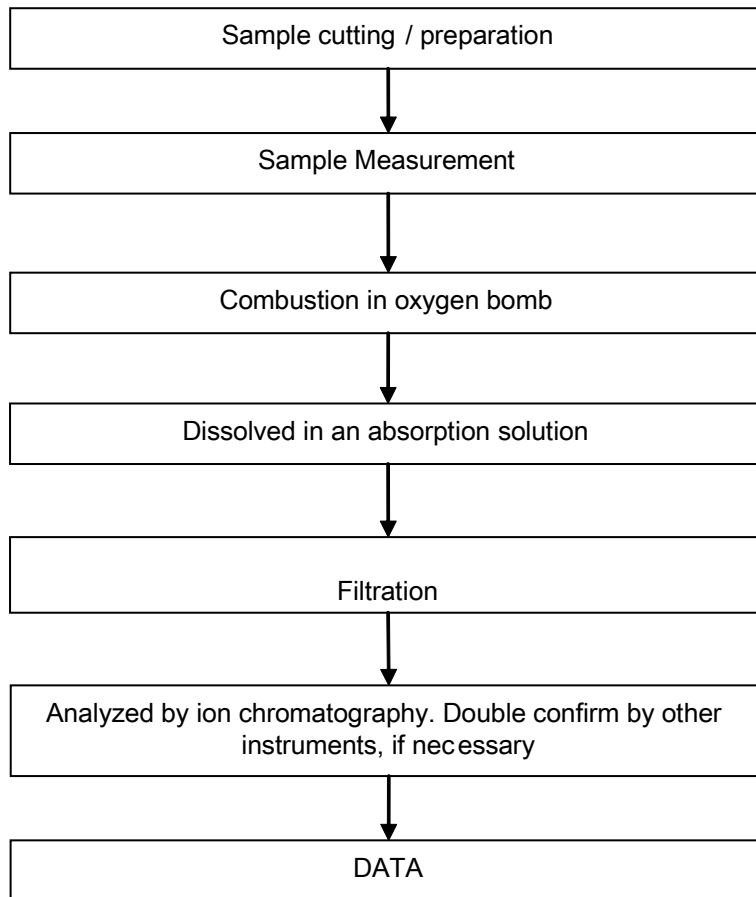 Sample cutting / preparation
Sample Measurement
Combustion in oxygen bomb
Dissolved in an absorption solution
Filtration
Analyzed by ion chromatography. Double confirm by other
instruments, if necessary
DATA